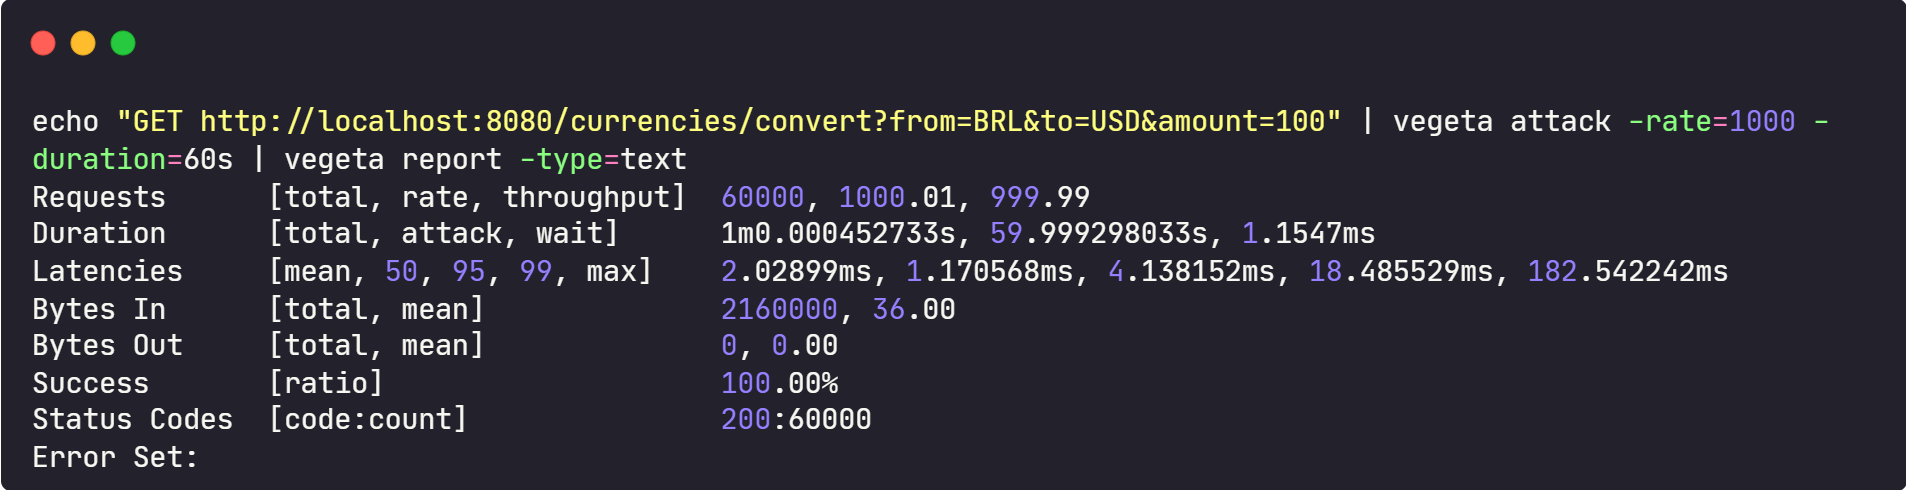 echo "GET http://localhost:8080/currencies/convert?from=BRL&to=USD&amount=100" | vegeta attack -rate=1000 -
duration=60s | vegeta report -type=text
Requests      [total, rate, throughput]  60000, 1000.01, 999.99
Duration      [total, attack, wait]      1m0.000452733s, 59.999298033s, 1.1547ms
Latencies     [mean, 50, 95, 99, max]    2.02899ms, 1.170568ms, 4.138152ms, 18.485529ms, 182.542242ms
Bytes In      [total, mean]              2160000, 36.00
Bytes Out     [total, mean]              0, 0.00
Success       [ratio]                    100.00%
Status Codes  [code:count]               200:60000
Error Set: